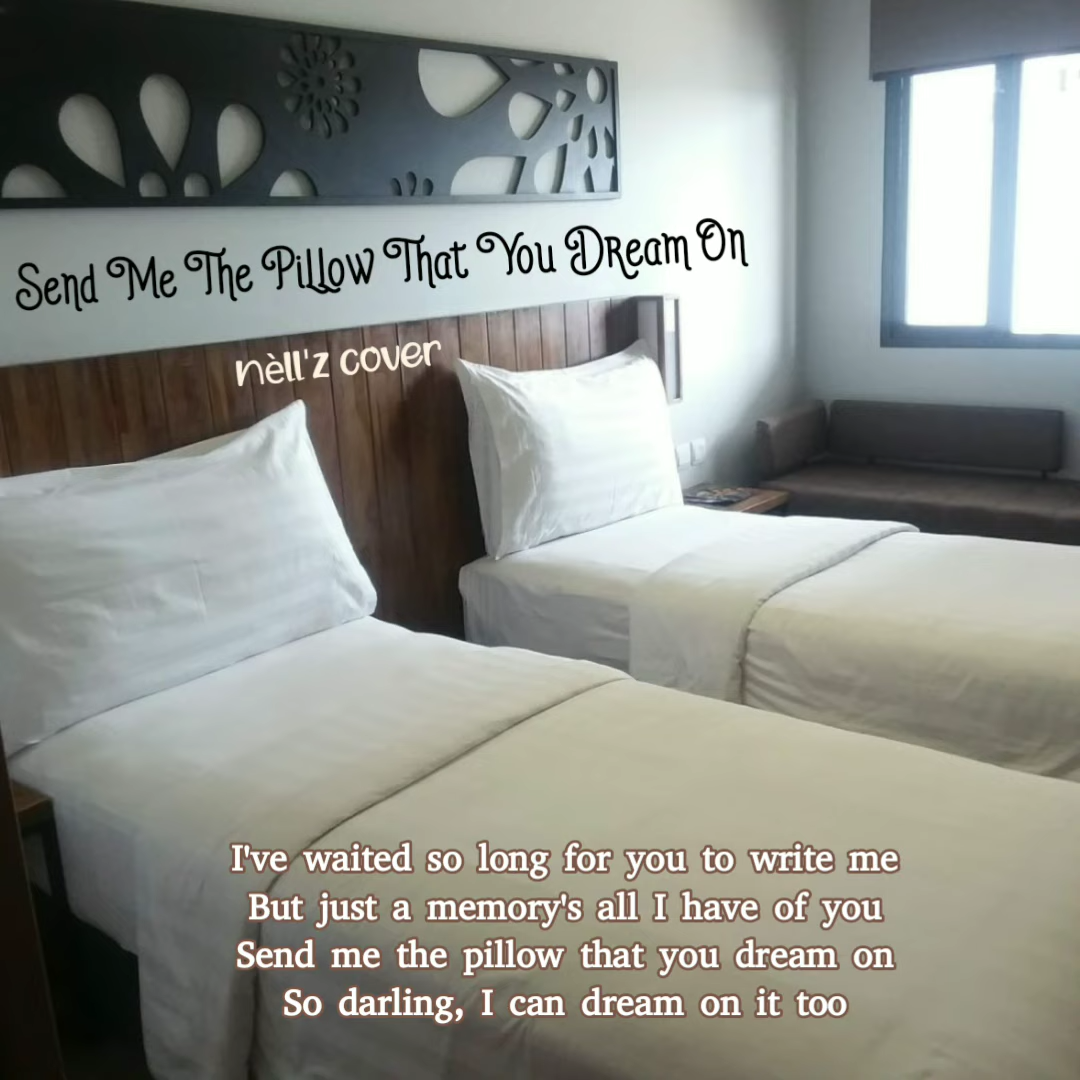 Send Me The Pillow That You Dream On
nèll'z cover
I've waited so long for you to write me
But just a memory's all I have of you
Send me the pillow that you dream on
So darling, I can dream on it too